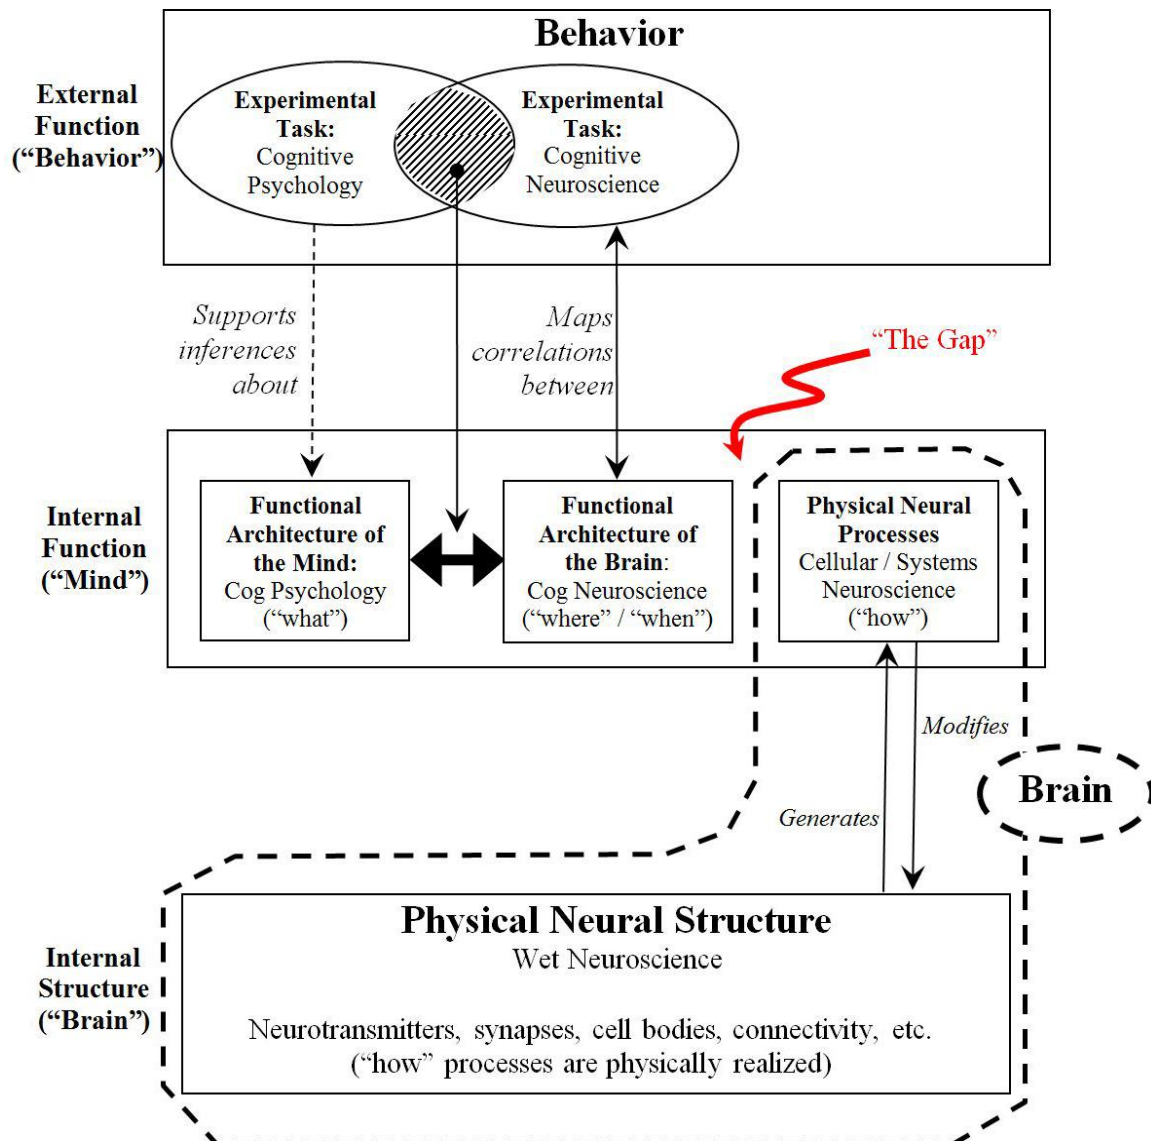 Behavior
External
Function
(“Behavior”)
Experimental
Task:
Cognitive
Psychology
Experimental
Task:
Cognitive
Neuroscience
Supports
inferences
about
Maps
correlations
between
“The Gap”
Internal
Function
(“Mind”)
Functional
Architecture of
the Mind:
Cog Psychology
(“what”)
Functional
Architecture of
the Brain:
Cog Neuroscience
(“where” / “when”)
Physical Neural
Processes
Cellular / Systems
Neuroscience
(“how”)
Modifies
Brain
Generates
Internal
Structure
(“Brain”)
Physical Neural Structure
Wet Neuroscience
Neurotransmitters, synapses, cell bodies, connectivity, etc.
(“how” processes are physically realized)